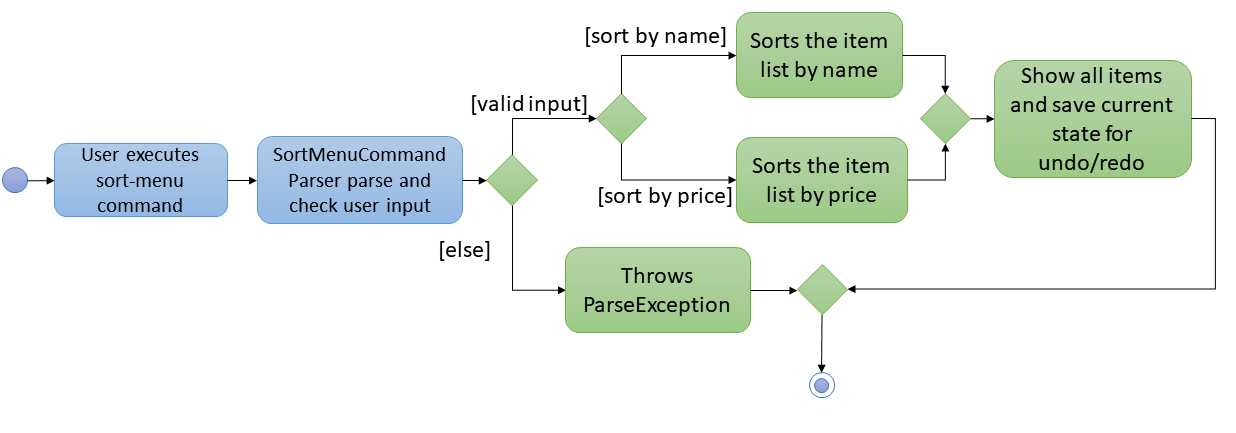 User executes
sort-menu
command
SortMenuCommand
Parser parse and
check user input
[valid input]
[else]
[sort by name]
[sort by price]
Sorts the item
list by name
Sorts the item
list by price
Show all items
and save current
state for
undo/redo
Throws
ParseException